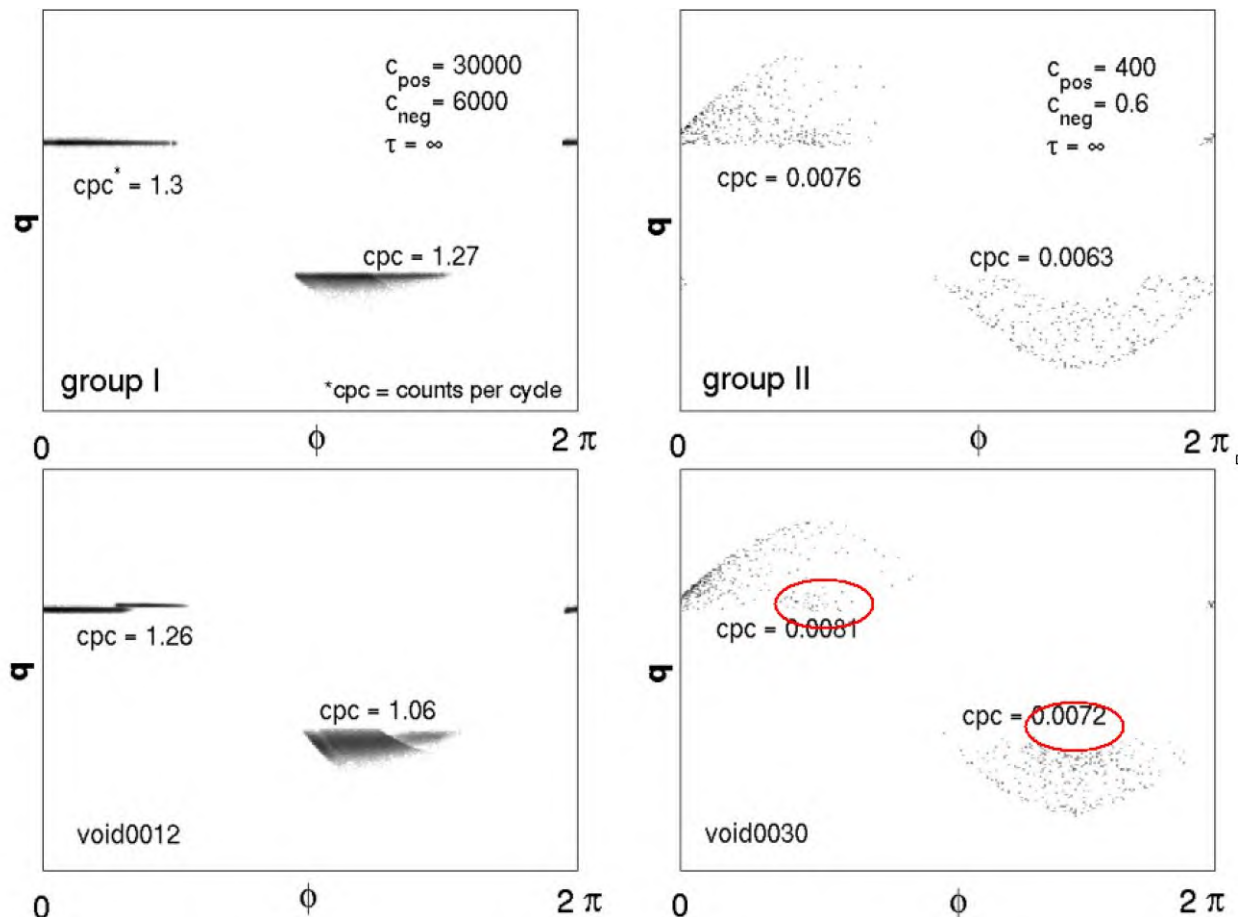 c_pos = 30000
c_neg = 6000
τ = ∞
cpc* = 1.3
cpc = 1.27
group I
*cpc = counts per cycle
q
0
ϕ
2 π
c_pos = 400
c_neg = 0.6
τ = ∞
cpc = 0.0076
cpc = 0.0063
group II
q
0
ϕ
2 π
cpc = 1.26
cpc = 1.06
void0012
q
0
ϕ
2 π
cpc = 0.0081
cpc = 0.0072
void0030
q
0
ϕ
2 π